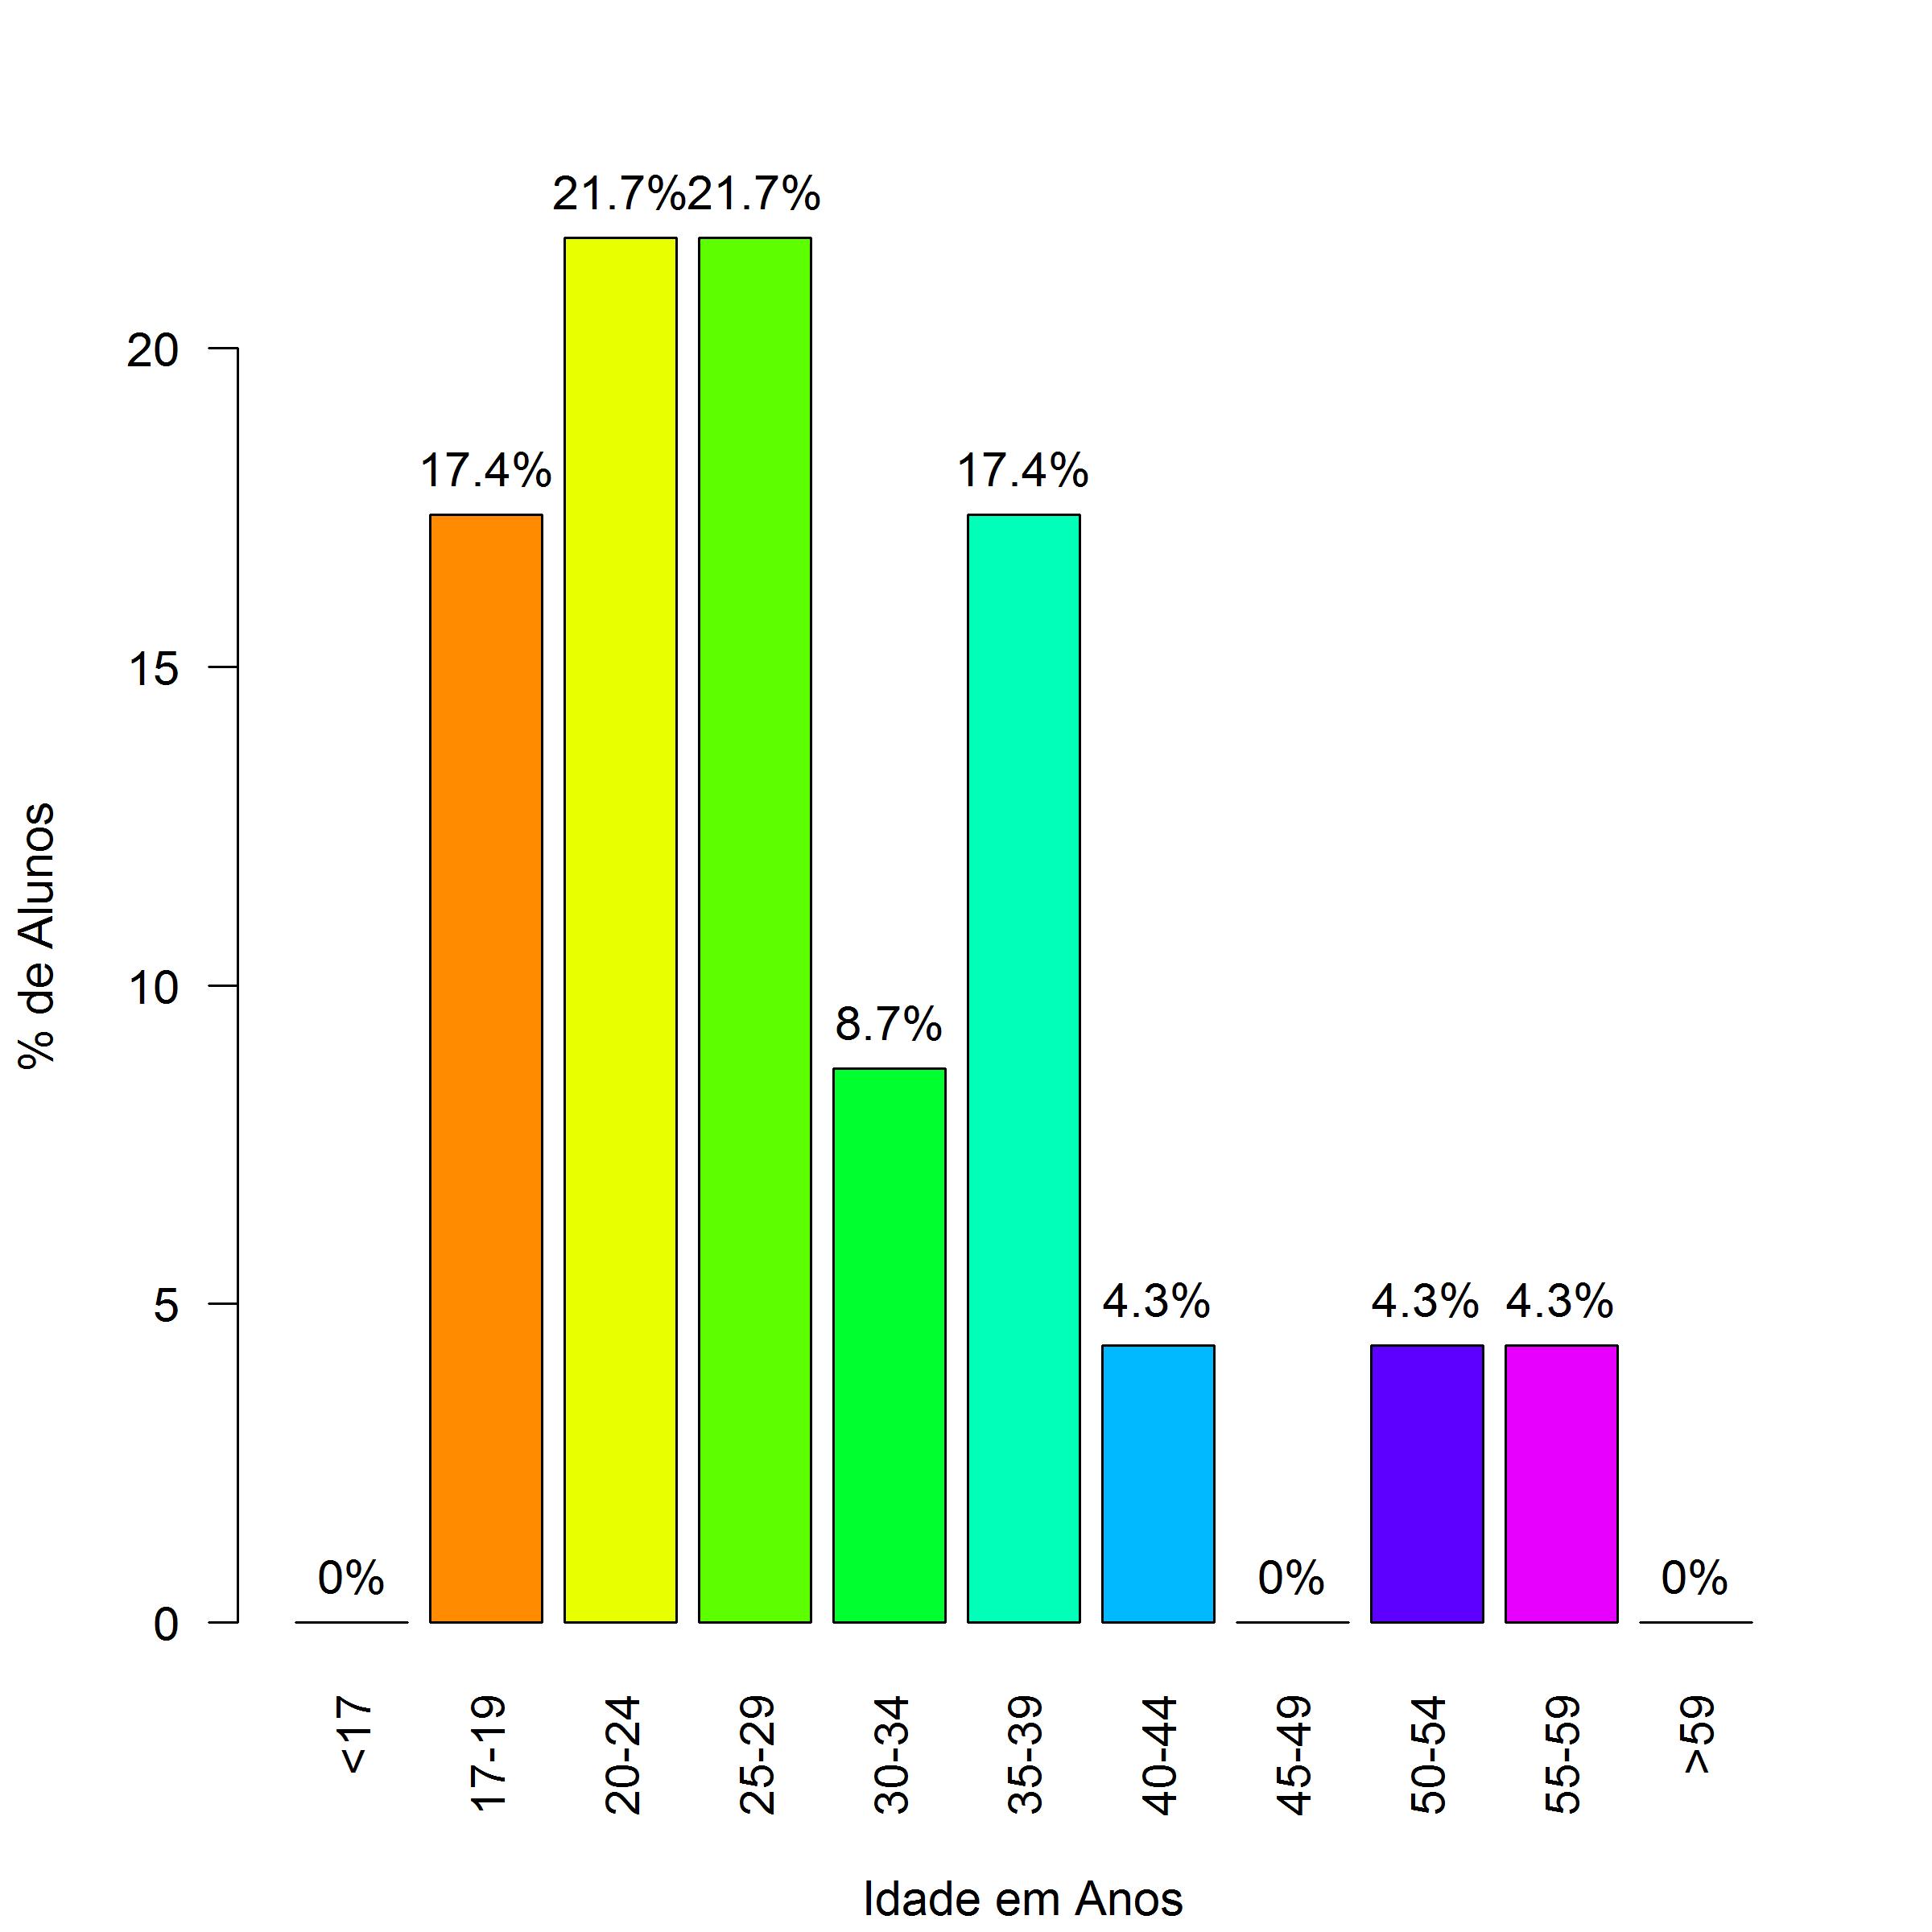 21.7% 21.7%
20
17.4% 17.4%
15
% de Alunos
10
8.7%
5
4.3% 4.3% 4.3%
0% 0% 0%
0
<17 17-19 20-24 25-29 30-34 35-39 40-44 45-49 50-54 55-59 >59
Idade em Anos